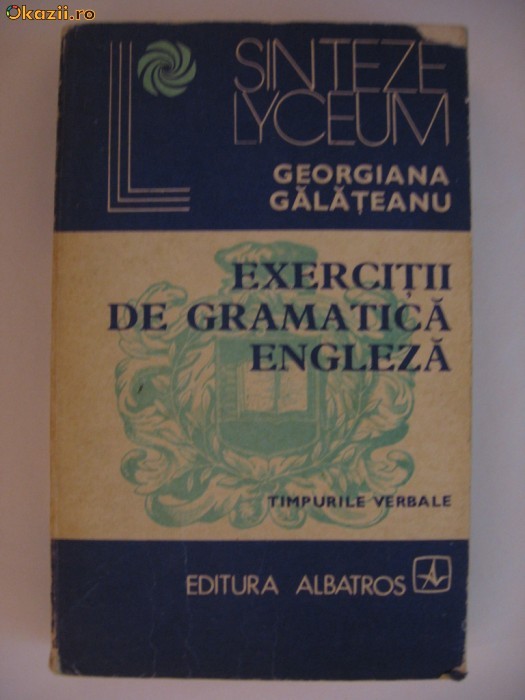 Okazii.ro
SINTEZE
LYCEUM
GEORGIANA
GĂLĂȚEANU
EXERCIȚII
DE GRAMATICĂ
ENGLEZĂ
TIMPURILE VERBALE
EDITURA ALBATROS